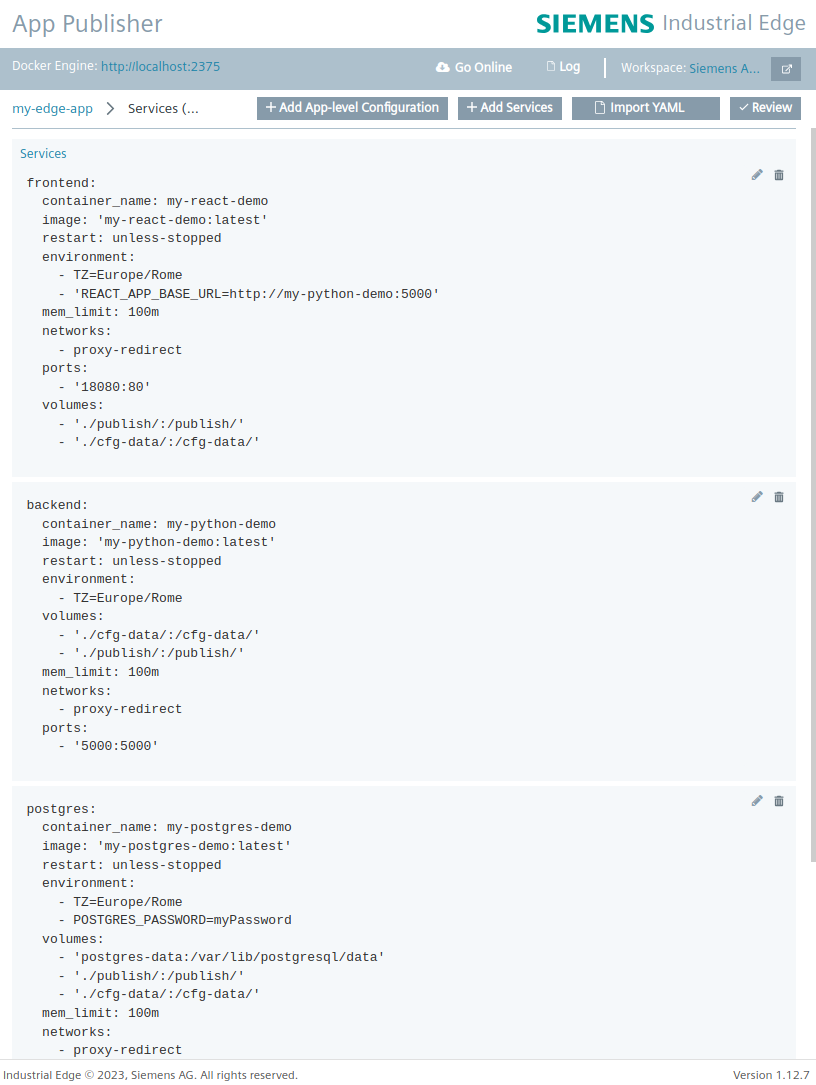 App Publisher
SIEMENS Industrial Edge
Docker Engine: http://localhost:2375
Go Online
Log
Workspace: Siemens A...
my-edge-app
Services (...
+ Add App-level Configuration
+ Add Services
Import YAML
Review
Services
frontend:
  container_name: my-react-demo
  image: 'my-react-demo:latest'
  restart: unless-stopped
  environment:
    - TZ=Europe/Rome
    - 'REACT_APP_BASE_URL=http://my-python-demo:5000'
  mem_limit: 100m
  networks:
    - proxy-redirect
  ports:
    - '18080:80'
  volumes:
    - './publish/:/publish/'
    - './cfg-data/:/cfg-data/'
backend:
  container_name: my-python-demo
  image: 'my-python-demo:latest'
  restart: unless-stopped
  environment:
    - TZ=Europe/Rome
  volumes:
    - './cfg-data/:/cfg-data/'
    - './publish/:/publish/'
  mem_limit: 100m
  networks:
    - proxy-redirect
  ports:
    - '5000:5000'
postgres:
  container_name: my-postgres-demo
  image: 'my-postgres-demo:latest'
  restart: unless-stopped
  environment:
    - TZ=Europe/Rome
    - POSTGRES_PASSWORD=myPassword
  volumes:
    - 'postgres-data:/var/lib/postgresql/data'
    - './publish/:/publish/'
    - './cfg-data/:/cfg-data/'
  mem_limit: 100m
  networks:
    - proxy-redirect
Industrial Edge © 2023, Siemens AG. All rights reserved.
Version 1.12.7